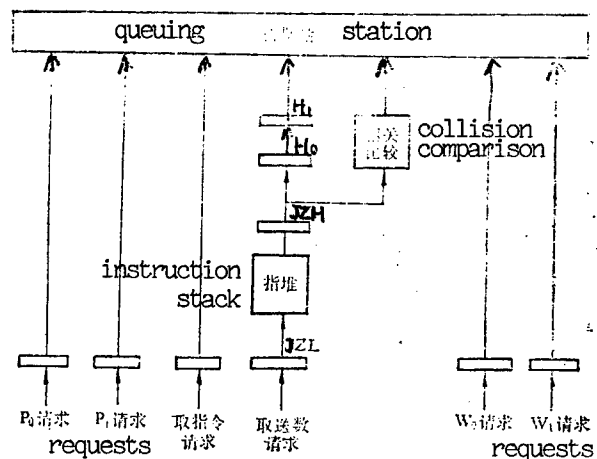 queuing station
H₁
H₀
collision
comparison
比较
JZH
instruction
stack
指堆
JZL
P₀请求
P₁请求
取指令
请求
取送数
请求
W₀请求
W₁请求
requests
requests